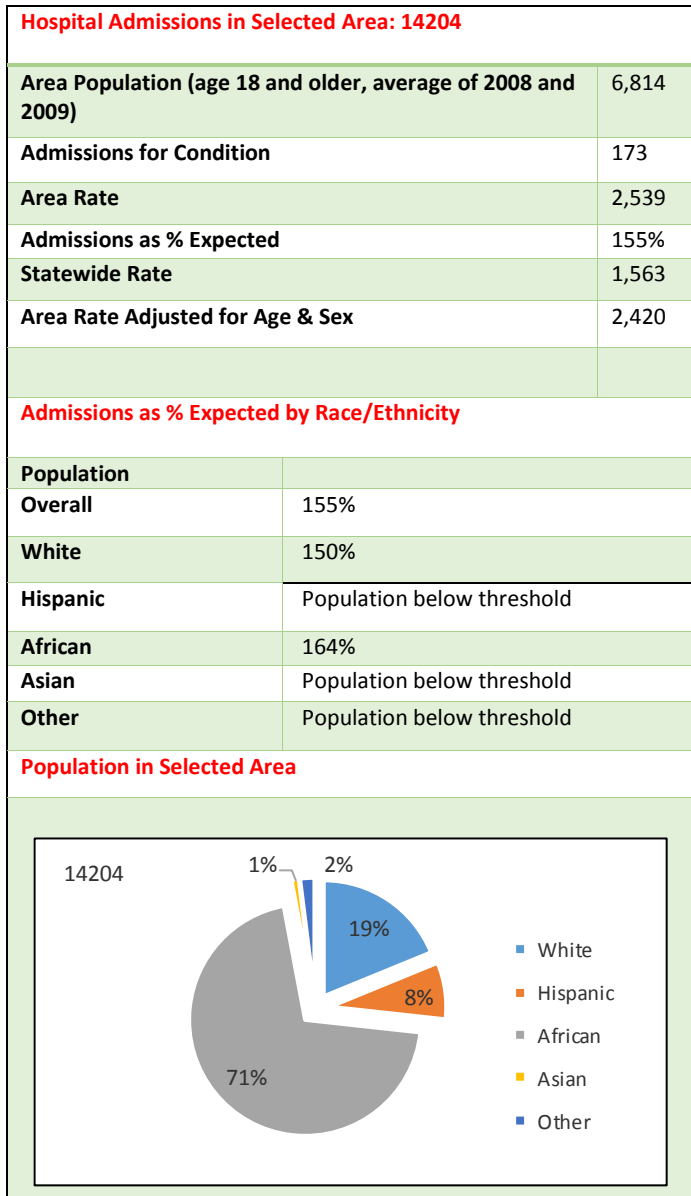 Hospital Admissions in Selected Area: 14204
Area Population (age 18 and older, average of 2008 and 6,814
2009)
Admissions for Condition 173
Area Rate 2,539
Admissions as % Expected 155%
Statewide Rate 1,563
Area Rate Adjusted for Age & Sex 2,420
Admissions as % Expected by Race/Ethnicity
Population
Overall 155%
White 150%
Hispanic Population below threshold
African 164%
Asian Population below threshold
Other Population below threshold
Population in Selected Area
14204
1%
2%
19%
8%
71%
White
Hispanic
African
Asian
Other